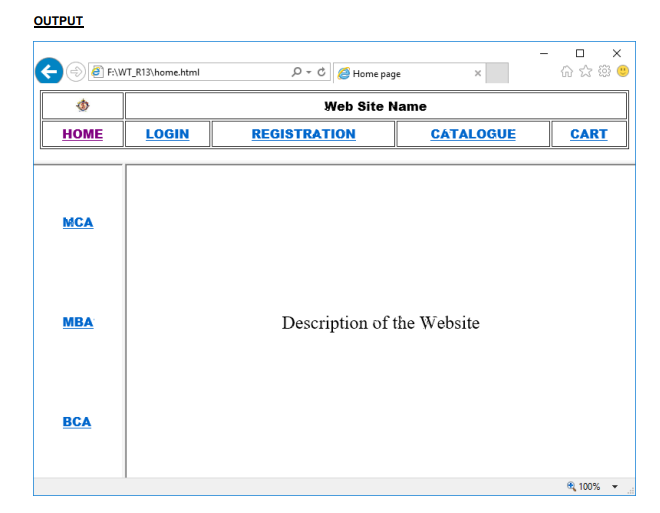 OUTPUT
F:\WT_R13\home.html
Home page
Web Site Name
HOME LOGIN REGISTRATION CATALOGUE CART
MCA
Description of the Website
MBA
BCA
100%